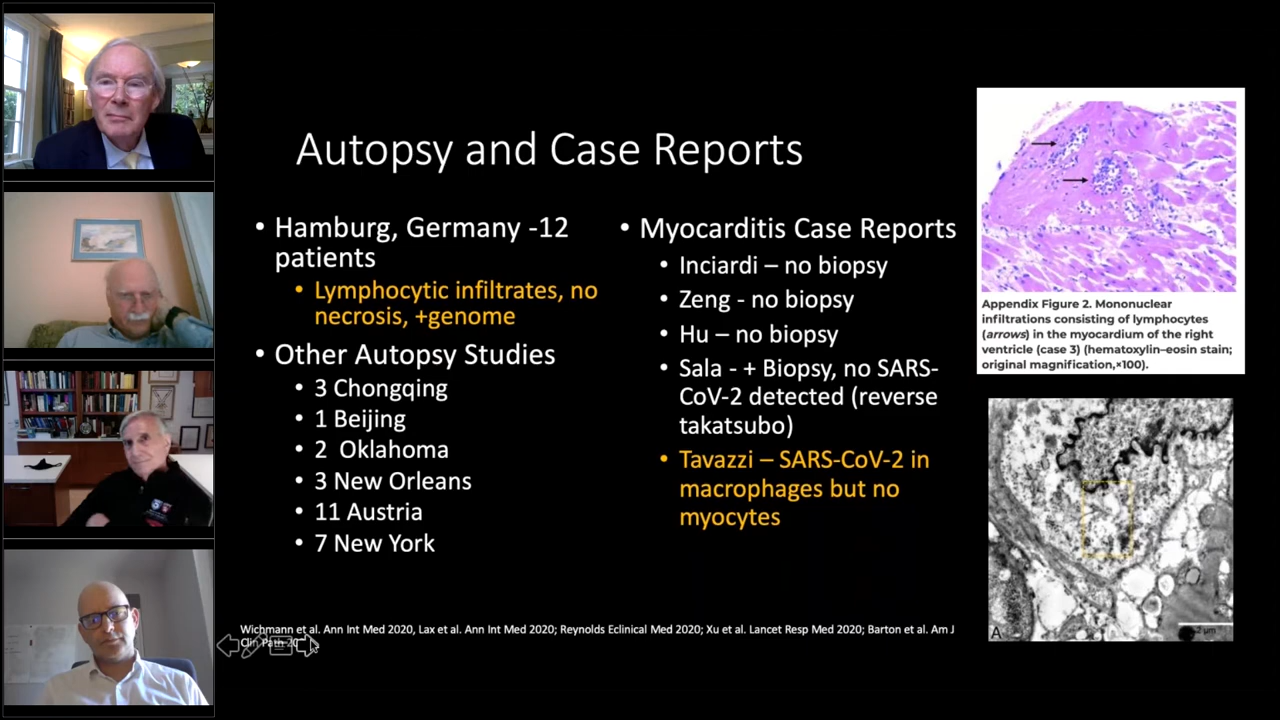 Autopsy and Case Reports
• Hamburg, Germany -12
patients
• Lymphocytic infiltrates, no
necrosis, +genome
• Other Autopsy Studies
• 3 Chongqing
• 1 Beijing
• 2 Oklahoma
• 3 New Orleans
• 11 Austria
• 7 New York
• Myocarditis Case Reports
• Inciardi – no biopsy
• Zeng - no biopsy
• Hu – no biopsy
• Sala - + Biopsy, no SARS-
CoV-2 detected (reverse
takatsubo)
• Tavazzi – SARS-CoV-2 in
macrophages but no
myocytes
Appendix Figure 2. Mononuclear
infiltrations consisting of lymphocytes
(arrows) in the myocardium of the right
ventricle (case 3) (hematoxylin–eosin stain;
original magnification,×100).
A
2 μm
Wichmann et al. Ann Int Med 2020, Lax et al. Ann Int Med 2020; Reynolds Eclinical Med 2020; Xu et al. Lancet Resp Med 2020; Barton et al. Am J
Clin Path